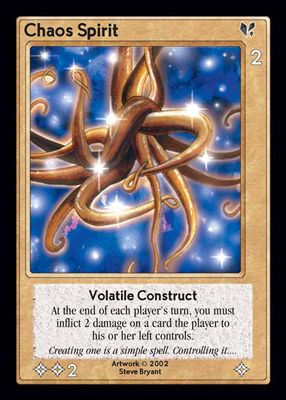 Chaos Spirit
2
Volatile Construct
At the end of each player's turn, you must
inflict 2 damage on a card the player to
his or her left controls.
Creating one is a simple spell. Controlling it....
2
Artwork © 2002
Steve Bryant